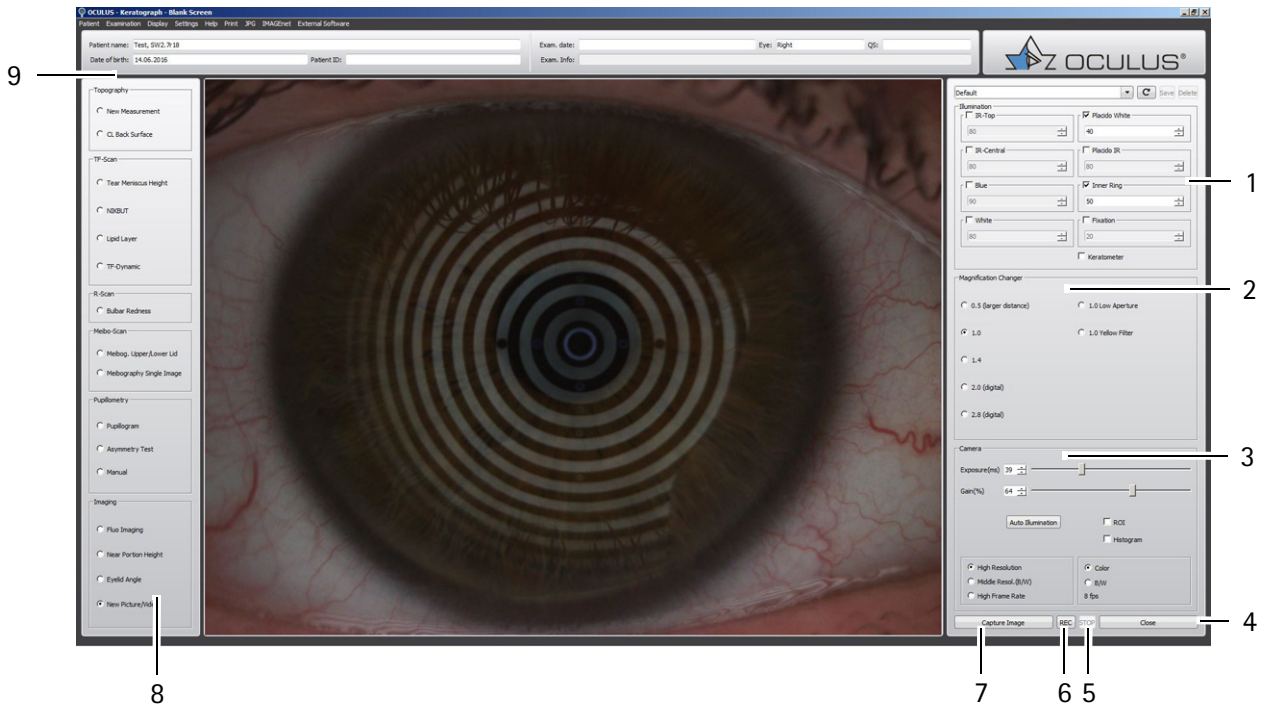 OCULUS - Keratograph - Blank Screen
Patient Examination Display Settings Help Print JPG IMAGEnet External Software
Patient name: Test, SW2.7r18
Date of birth: 14.06.2016 Patient ID:
Exam. date: Eye: Right QS:
Exam. Info:
OCULUS®
9
Topography
New Measurement
CL Back Surface
TF-Scan
Tear Meniscus Height
NIKBUT
Lipid Layer
TF-Dynamic
R-Scan
Bulbar Redness
Meibo-Scan
Meibog. Upper/Lower Lid
Meibography Single Image
Pupillometry
Pupillogram
Asymmetry Test
Manual
Imaging
Fluo Imaging
Near Portion Height
Eyelid Angle
New Picture/Vide
8
Default Save Delete
Illumination
IR-Top Placido White
80 40
IR-Central Placido IR
80 80
Blue Inner Ring
90 50
White Fixation
80 20
Keratometer
1
Magnification Changer
2
0.5 (larger distance) 1.0 Low Aperture
1.0 1.0 Yellow Filter
1.4
2.0 (digital)
2.8 (digital)
Camera
3
Exposure(ms) 39
Gain(%) 64
Auto Illumination ROI
Histogram
High Resolution Color
Middle Resol.(B/W) B/W
High Frame Rate 8 fps
Capture Image REC STOP Close
4
7 6 5